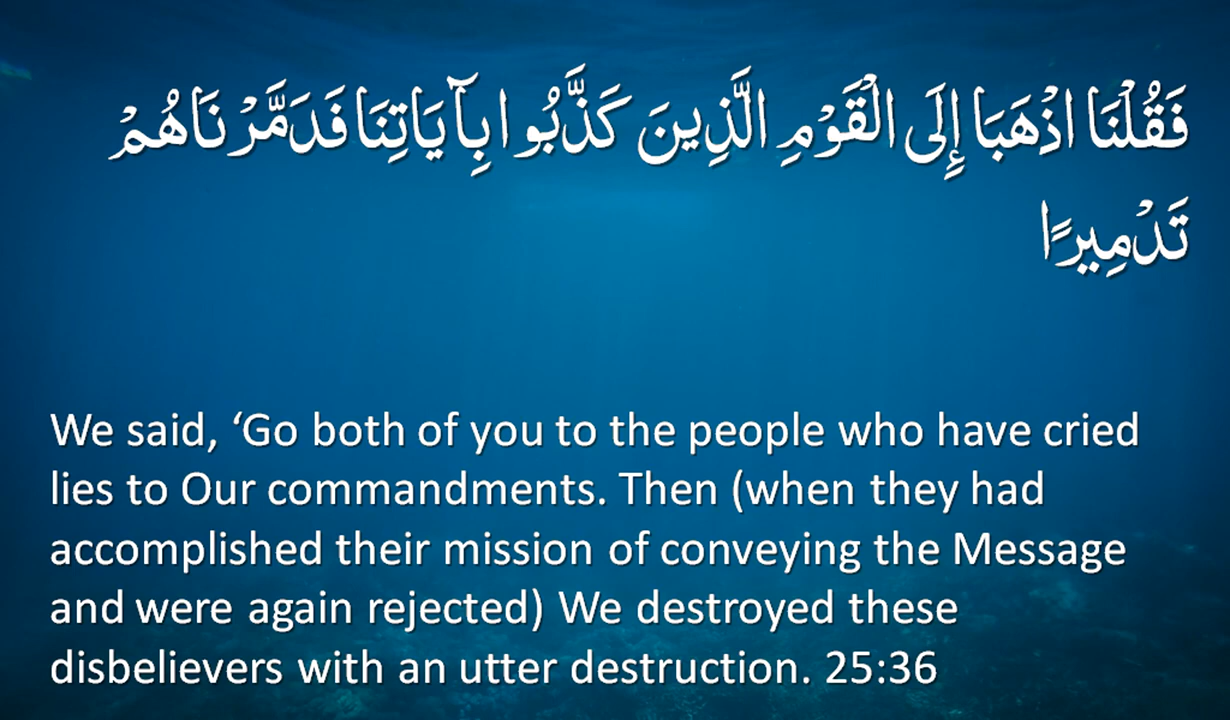 فَقُلْنَا اذْهَبَا إِلَى الْقَوْمِ الَّذِينَ كَذَّبُوا بِآيَاتِنَا فَدَمَّرْنَاهُمْ
تَدْمِيرًا
We said, ‘Go both of you to the people who have cried
lies to Our commandments. Then (when they had
accomplished their mission of conveying the Message
and were again rejected) We destroyed these
disbelievers with an utter destruction. 25:36